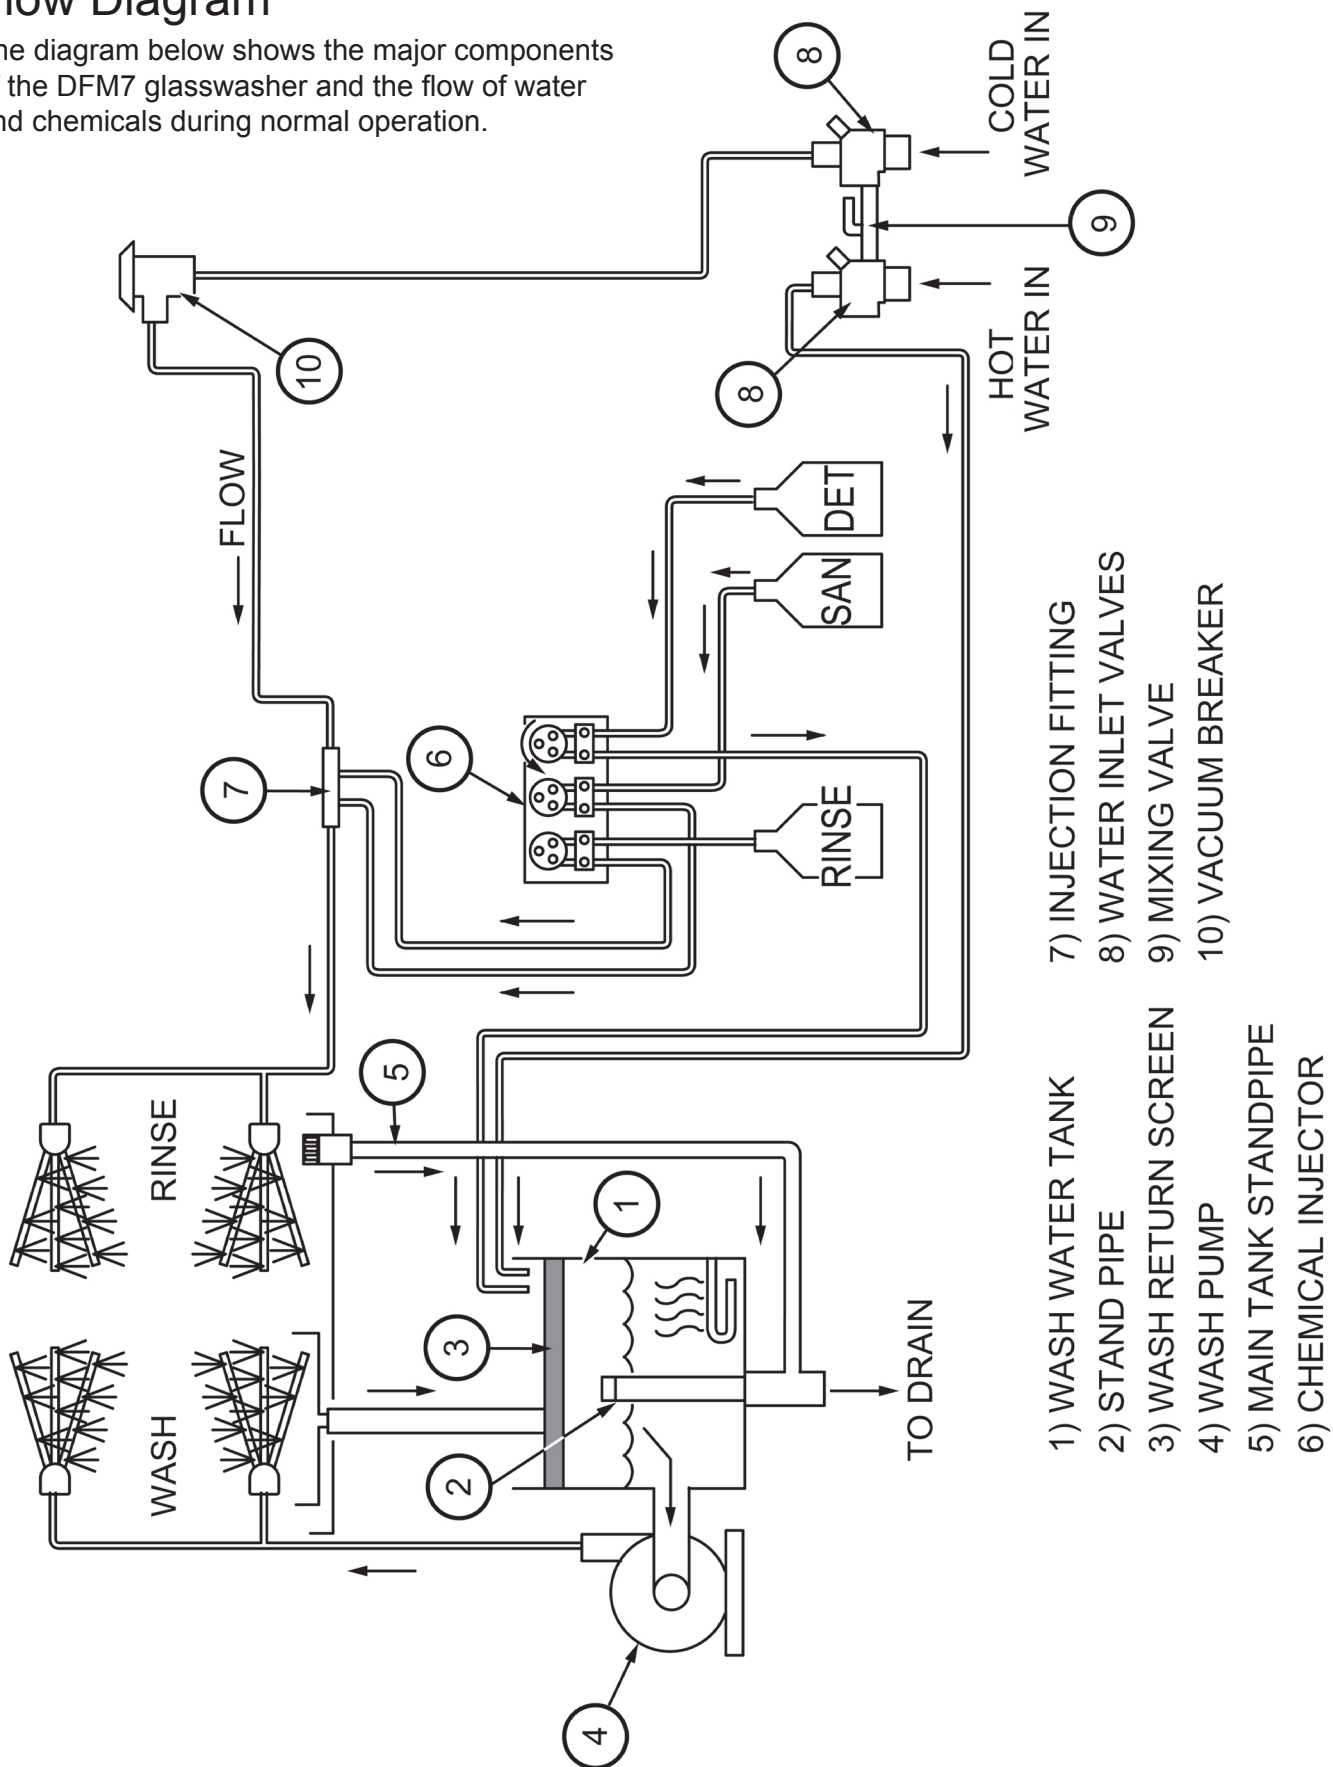 low Diagram
he diagram below shows the major components
the DFM7 glasswasher and the flow of water
nd chemicals during normal operation.
WASH
RINSE
FLOW
7
10
5
6
3
2
1
4
8
8
9
RINSE
SAN
DET
TO DRAIN
HOT
WATER IN
COLD
WATER IN
1) WASH WATER TANK
2) STAND PIPE
3) WASH RETURN SCREEN
4) WASH PUMP
5) MAIN TANK STANDPIPE
6) CHEMICAL INJECTOR
7) INJECTION FITTING
8) WATER INLET VALVES
9) MIXING VALVE
10) VACUUM BREAKER